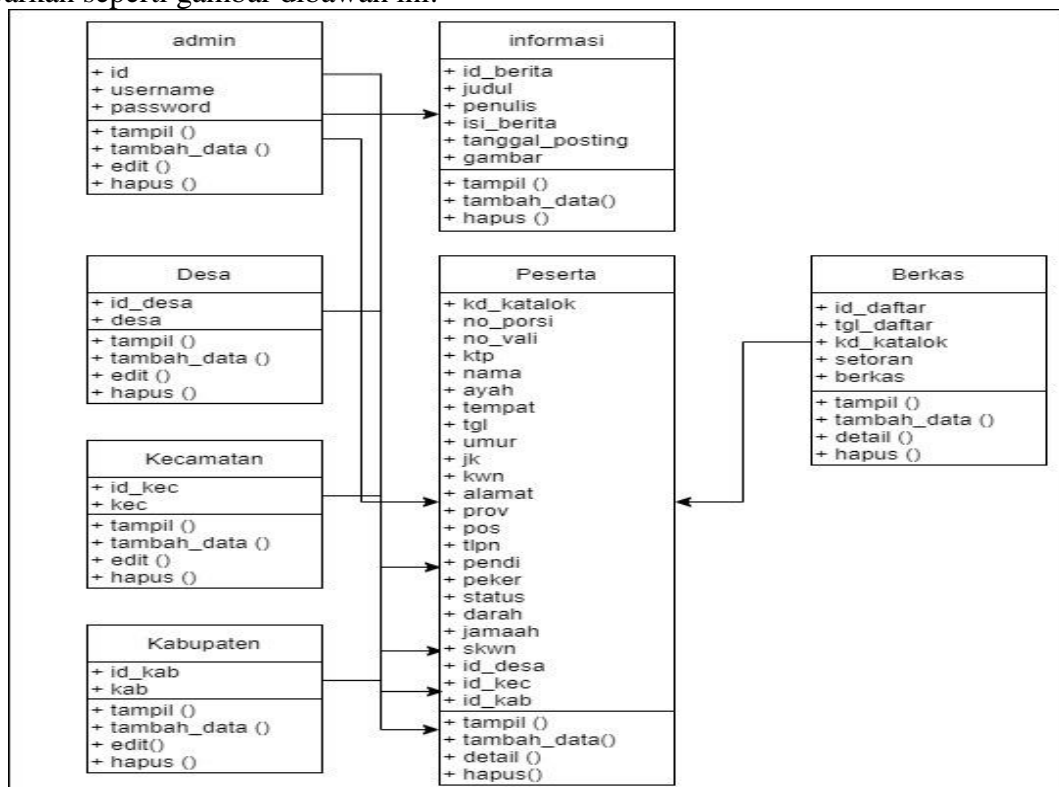 arkan seperti gambar dibawah ini.
admin
+ id
+ username
+ password
+ tampil ()
+ tambah_data ()
+ edit ()
+ hapus ()
informasi
+ id_berita
+ judul
+ penulis
+ isi_berita
+ tanggal_posting
+ gambar
+ tampil ()
+ tambah_data()
+ hapus ()
Desa
+ id_desa
+ desa
+ tampil ()
+ tambah_data ()
+ edit ()
+ hapus ()
Peserta
+ kd_katalok
+ no_porsi
+ no_vali
+ ktp
+ nama
+ ayah
+ tempat
+ tgl
+ umur
+ jk
+ kwn
+ alamat
+ prov
+ pos
+ tlpn
+ pendi
+ peker
+ status
+ darah
+ jamaah
+ skwn
+ id_desa
+ id_kec
+ id_kab
+ tampil ()
+ tambah_data()
+ detail ()
+ hapus()
Berkas
+ id_daftar
+ tgl_daftar
+ kd_katalok
+ setoran
+ berkas
+ tampil ()
+ tambah_data ()
+ detail ()
+ hapus ()
Kecamatan
+ id_kec
+ kec
+ tampil ()
+ tambah_data ()
+ edit ()
+ hapus ()
Kabupaten
+ id_kab
+ kab
+ tampil ()
+ tambah_data ()
+ edit()
+ hapus ()